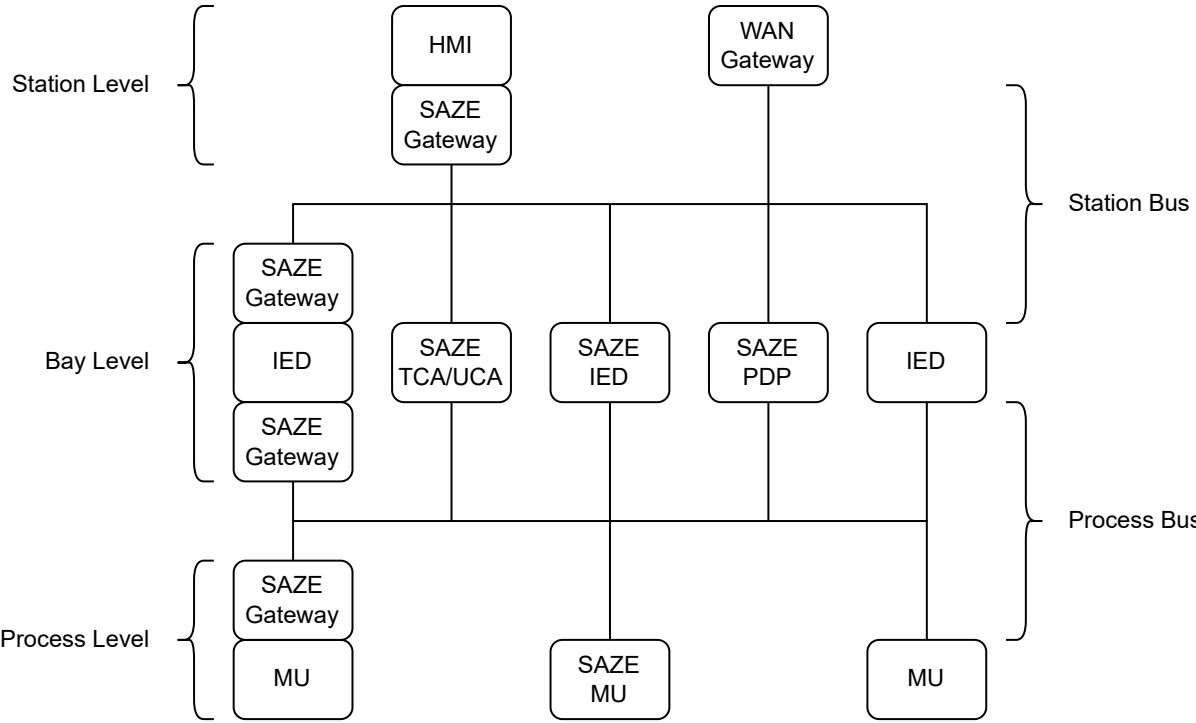 HMI
WAN
Gateway
Station Level
SAZE
Gateway
Station Bus
SAZE
Gateway
Bay Level
IED
SAZE
TCA/UCA
SAZE
IED
SAZE
PDP
IED
SAZE
Gateway
Process Bus
SAZE
Gateway
Process Level
MU
SAZE
MU
MU